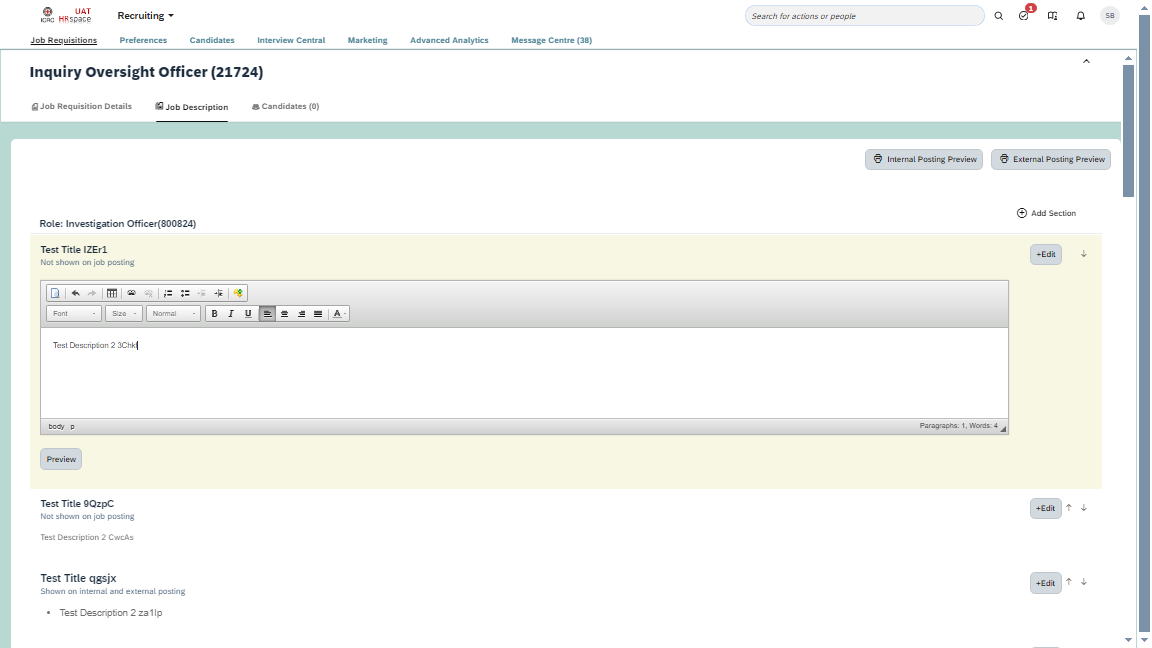 ICRC UAT HRspace Recruiting Search for actions or people 1 SB
Job Requisitions Preferences Candidates Interview Central Marketing Advanced Analytics Message Centre (38)
Inquiry Oversight Officer (21724)
Job Requisition Details Job Description Candidates (0)
Internal Posting Preview External Posting Preview
Add Section
Role: Investigation Officer(800824)
Test Title IZEr1
+Edit
Not shown on job posting
Font Size Normal B I U A
Test Description 2 3Chkl
body p Paragraphs: 1, Words: 4
Preview
Test Title 9QzpC
+Edit
Not shown on job posting
Test Description 2 CwcAs
Test Title qgsjx
+Edit
Shown on internal and external posting
• Test Description 2 za1lp